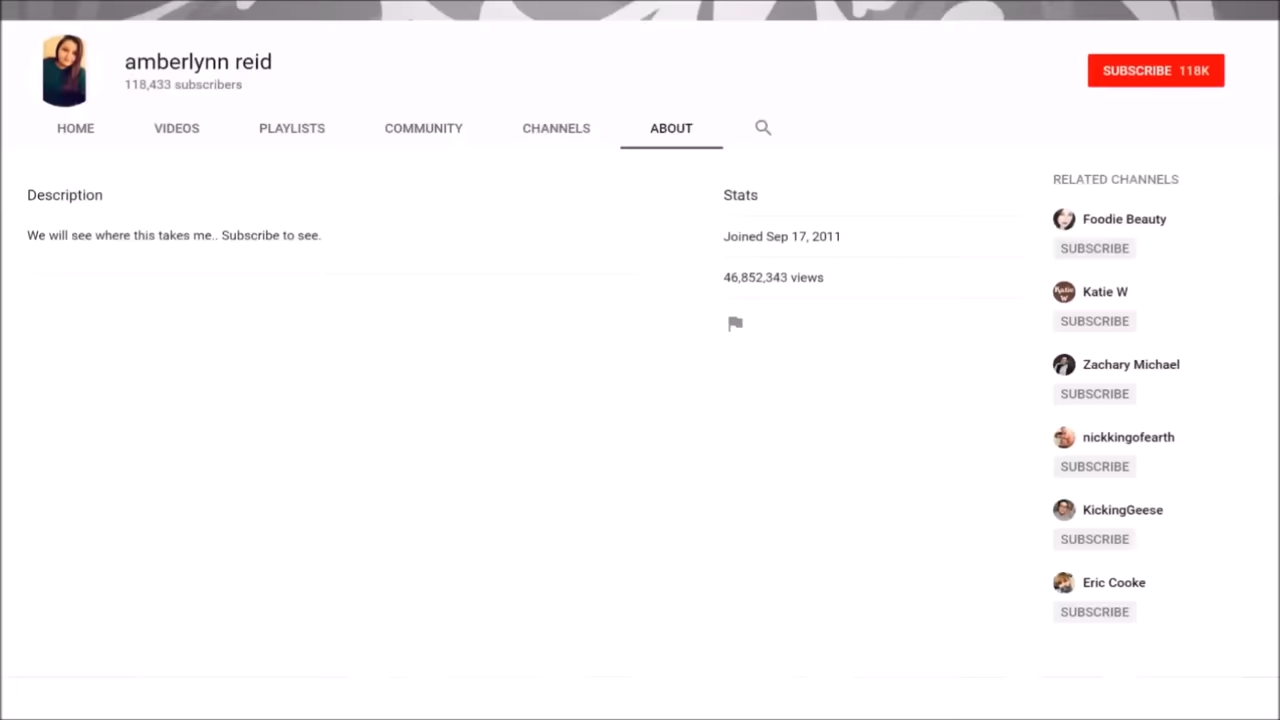 amberlynn reid
118,433 subscribers
SUBSCRIBE 118K
HOME VIDEOS PLAYLISTS COMMUNITY CHANNELS ABOUT
Description
We will see where this takes me.. Subscribe to see.
Stats
Joined Sep 17, 2011
46,852,343 views
RELATED CHANNELS
Foodie Beauty
SUBSCRIBE
Katie W
Katie W
SUBSCRIBE
Zachary Michael
SUBSCRIBE
nickkingofearth
SUBSCRIBE
KickingGeese
SUBSCRIBE
Eric Cooke
SUBSCRIBE